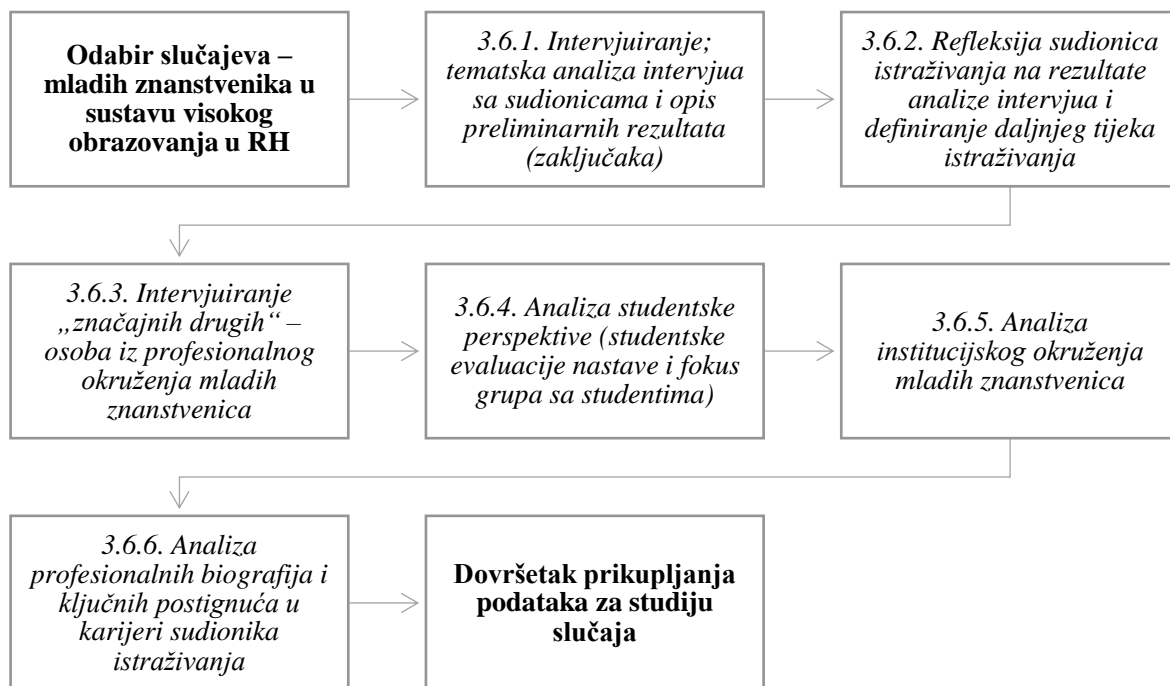 Odabir slučajeva –
mladih znanstvenika u
sustavu visokog
obrazovanja u RH
3.6.1. Intervjuiranje;
tematska analiza intervjua
sa sudionicama i opis
preliminarnih rezultata
(zaključaka)
3.6.2. Refleksija sudionica
istraživanja na rezultate
analize intervjua i
definiranje daljnjeg tijeka
istraživanja
3.6.3. Intervjuiranje
„značajnih drugih“ –
osoba iz profesionalnog
okruženja mladih
znanstvenica
3.6.4. Analiza studentske
perspektive (studentske
evaluacije nastave i fokus
grupa sa studentima)
3.6.5. Analiza
institucijskog okruženja
mladih znanstvenica
3.6.6. Analiza
profesionalnih biografija i
ključnih postignuća u
karijeri sudionika
istraživanja
Dovršetak prikupljanja
podataka za studiju
slučaja